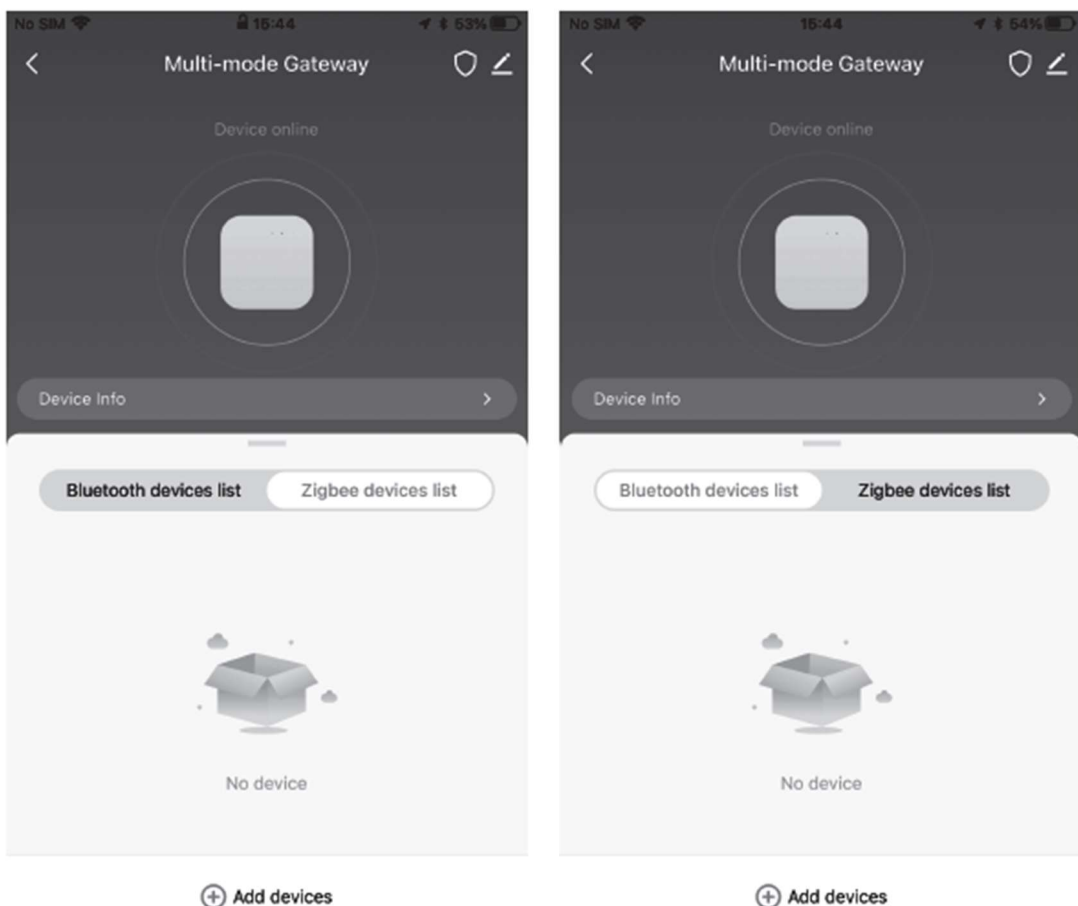 No SIM 15:44 53%
Multi-mode Gateway
Device online
Device Info
Bluetooth devices list Zigbee devices list
No device
Add devices
No SIM 15:44 54%
Multi-mode Gateway
Device online
Device Info
Bluetooth devices list Zigbee devices list
No device
Add devices